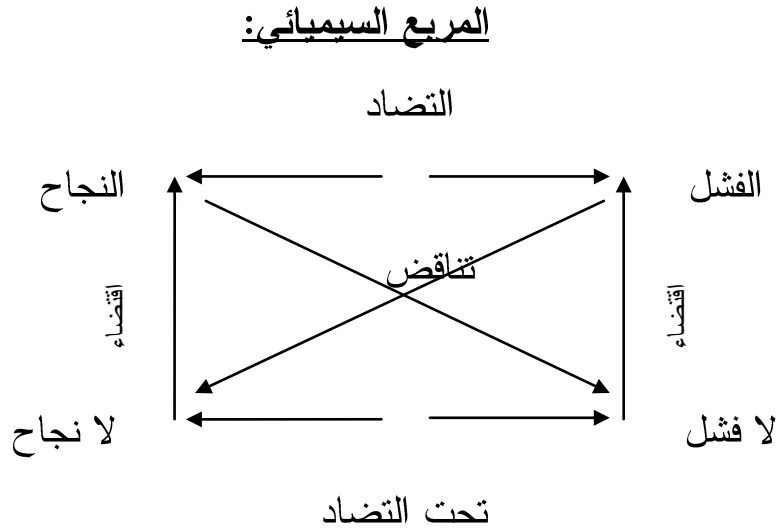 المربع السيميائي:
التضاد
الفشل
النجاح
تناقض
اقتضاء
اقتضاء
لا فشل
لا نجاح
تحت التضاد